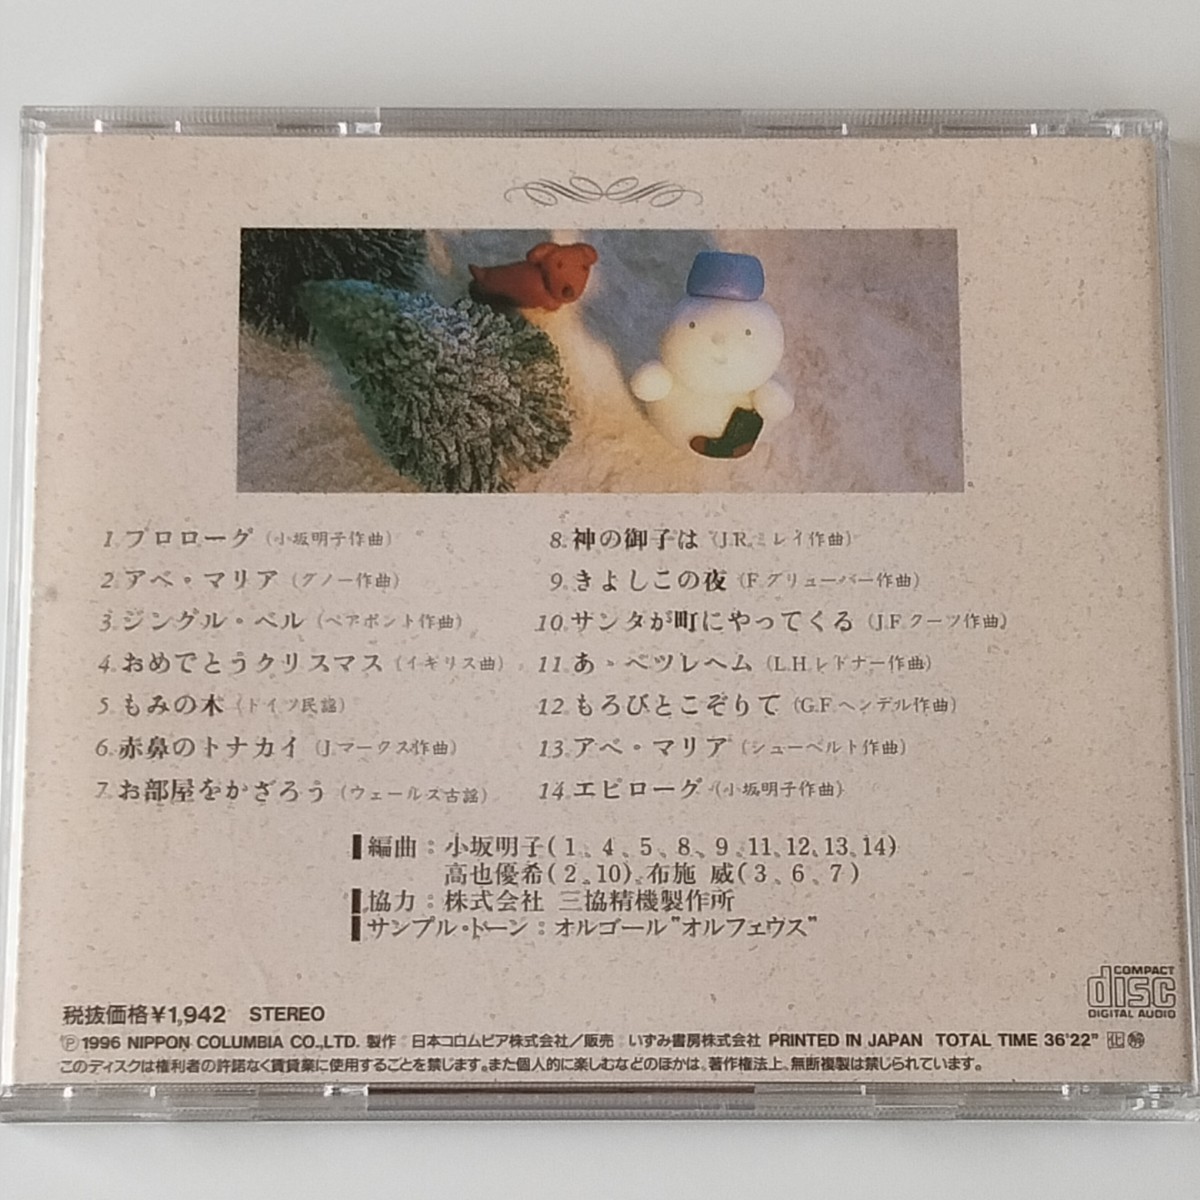 1.プロローグ（小坂明子作曲）
2.アベ・マリア（グノー作曲）
3.ジングル・ベル（ペアポント作曲）
4.おめでとうクリスマス（イギリス曲）
5.もみの木（ドイツ民謡）
6.赤鼻のトナカイ（J.マークス作曲）
7.お部屋をかざろう（ウェールズ古謡）
8.神の御子は（J.R.ミレイ作曲）
9.きよしこの夜（F.グリューバー作曲）
10.サンタが町にやってくる（J.F.クーツ作曲）
11.あゝベツレヘム（L.H.レドナー作曲）
12.もろびとこぞりて（G.F.ヘンデル作曲）
13.アベ・マリア（シューベルト作曲）
14.エピローグ（小坂明子作曲）
編曲：小坂明子(1、4、5、8、9、11、12、13、14)
高也優希(2、10)、布施 威(3、6、7)
協力：株式会社 三協精機製作所
サンプル・トーン：オルゴール"オルフェウス"
COMPACT
disc
DIGITAL AUDIO
税抜価格¥1,942 STEREO
Ⓟ1996 NIPPON COLUMBIA CO.,LTD. 製作：日本コロムビア株式会社／販売：いずみ書房株式会社 PRINTED IN JAPAN TOTAL TIME 36'22"
このディスクは権利者の許諾なく賃貸業に使用することを禁じます。また個人的に楽しむなどのほかは、著作権法上、無断複製は禁じられています。